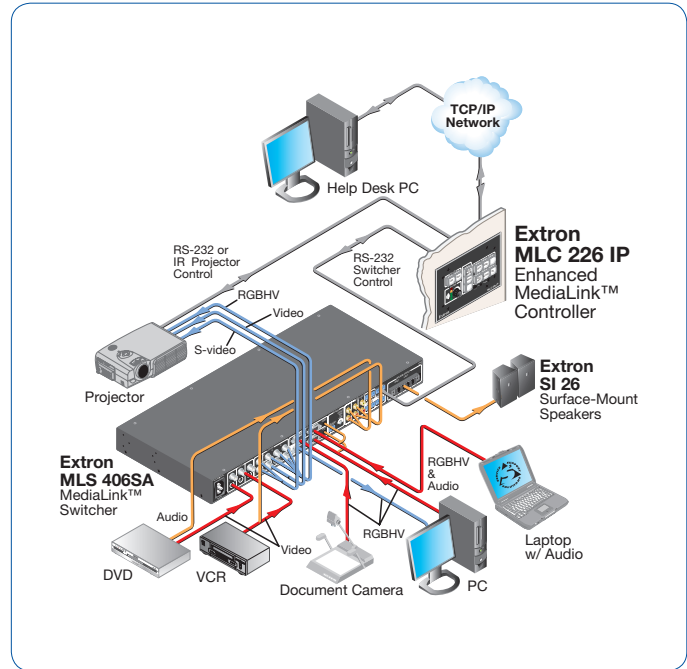 TCP/IP
Network
Help Desk PC
Extron
MLC 226 IP
Enhanced
MediaLink™
Controller
RS-232 or
IR Projector
Control
RS-232
Switcher
Control
RGBHV
Video
S-video
Projector
Extron
SI 26
Surface-Mount
Speakers
Extron
MLS 406SA
MediaLink™
Switcher
RGBHV
&
Audio
Audio
Video
RGBHV
Laptop
w/ Audio
DVD
VCR
Document Camera
PC